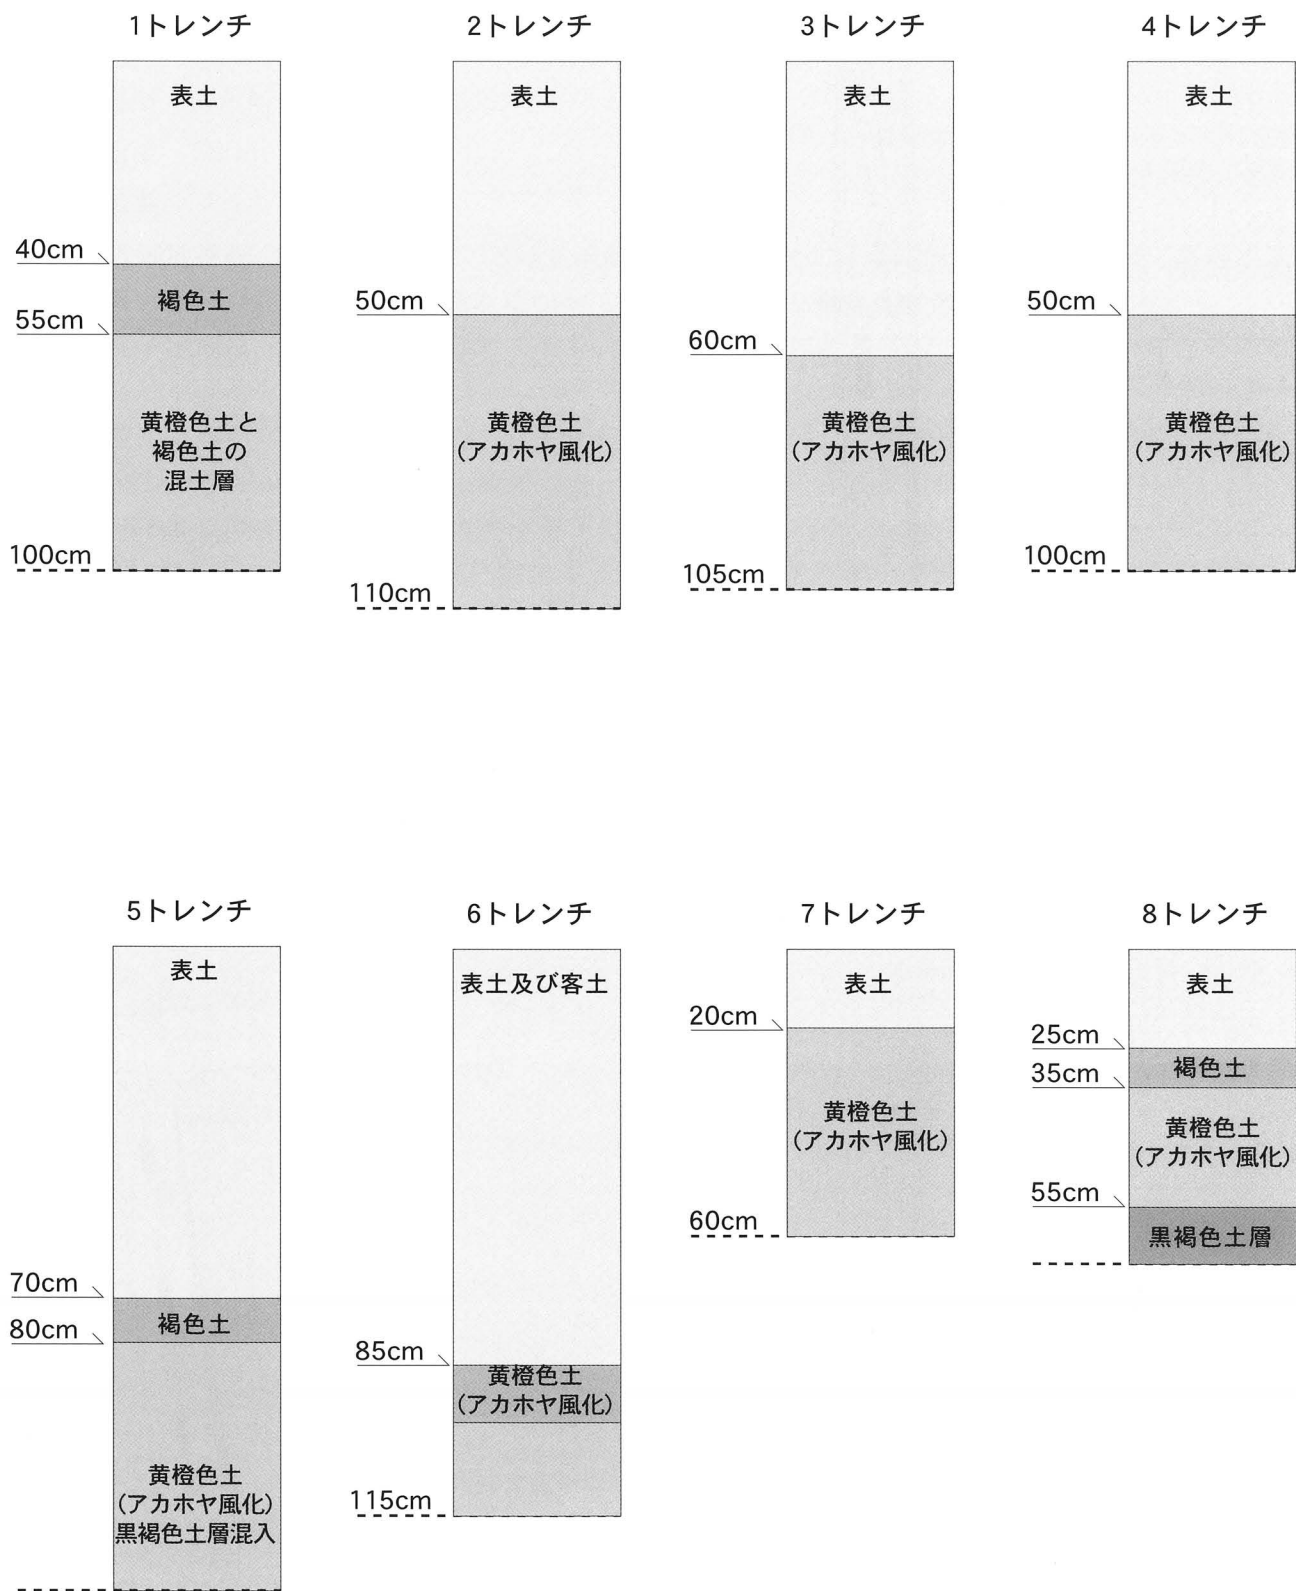 1トレンチ
表土
40cm
褐色土
55cm
黄橙色土と
褐色土の
混土層
100cm
2トレンチ
表土
50cm
黄橙色土
(アカホヤ風化)
110cm
3トレンチ
表土
60cm
黄橙色土
(アカホヤ風化)
105cm
4トレンチ
表土
50cm
黄橙色土
(アカホヤ風化)
100cm
5トレンチ
表土
70cm
褐色土
80cm
黄橙色土
(アカホヤ風化)
黒褐色土層混入
6トレンチ
表土及び客土
85cm
黄橙色土
(アカホヤ風化)
115cm
7トレンチ
表土
20cm
黄橙色土
(アカホヤ風化)
60cm
8トレンチ
表土
25cm
褐色土
35cm
黄橙色土
(アカホヤ風化)
55cm
黒褐色土層